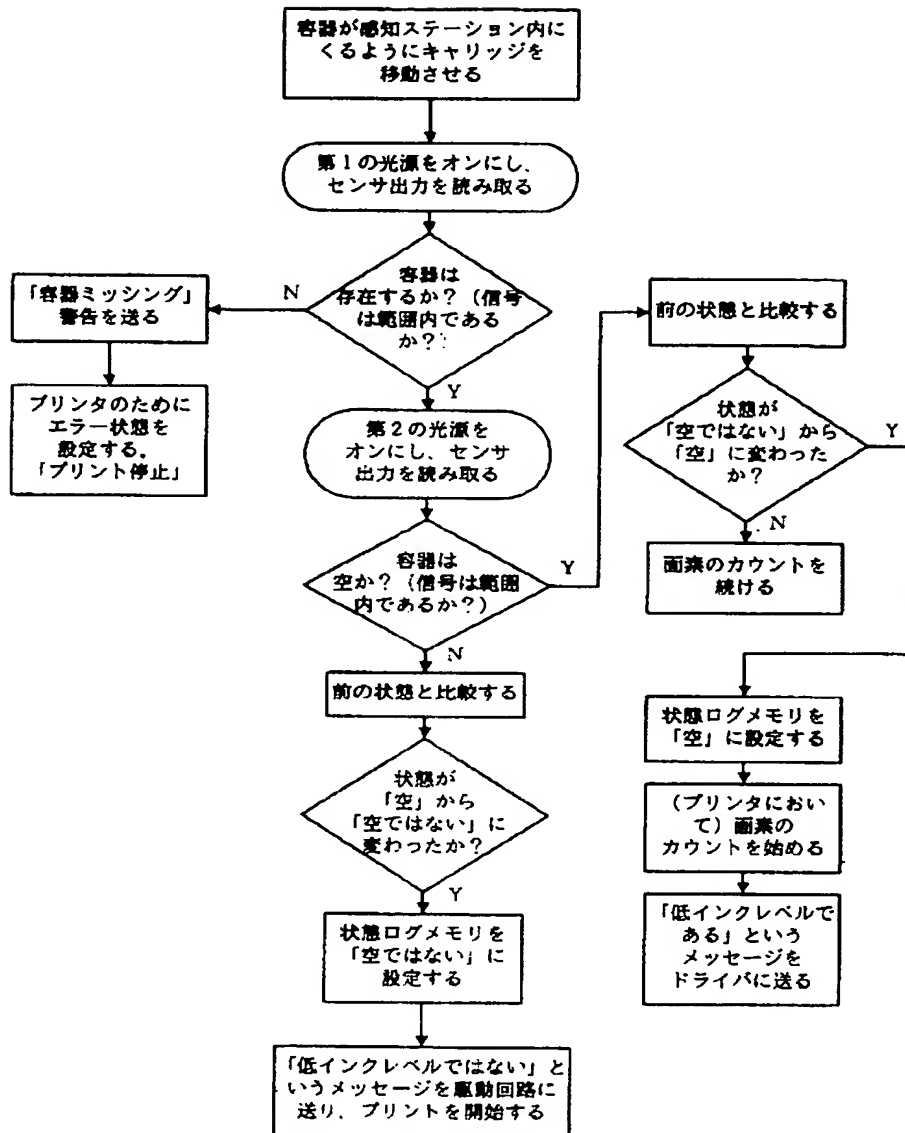 容器が感知ステーション内に
くるようにキャリッジを
移動させる
第1の光源をオンにし、
センサ出力を読み取る
容器は
存在するか？（信号
は範囲内である
か？）
N
「容器ミッシング」
警告を送る
プリンタのために
エラー状態を
設定する．
「プリント停止」
Y
第2の光源を
オンにし、センサ
出力を読み取る
容器は
空か？（信号は範囲
内であるか？）
Y
前の状態と比較する
状態が
「空ではない」から
「空」に変わった
か？
Y
N
画素のカウントを
続ける
N
前の状態と比較する
状態が
「空」から
「空ではない」に
変わったか？
Y
状態ログメモリを
「空ではない」に
設定する
「低インクレベルではない」と
いうメッセージを駆動回路に
送り、プリントを開始する
状態ログメモリを
「空」に設定する
（プリンタにおい
て）画素の
カウントを始める
「低インクレベルで
ある」という
メッセージを
ドライバに送る